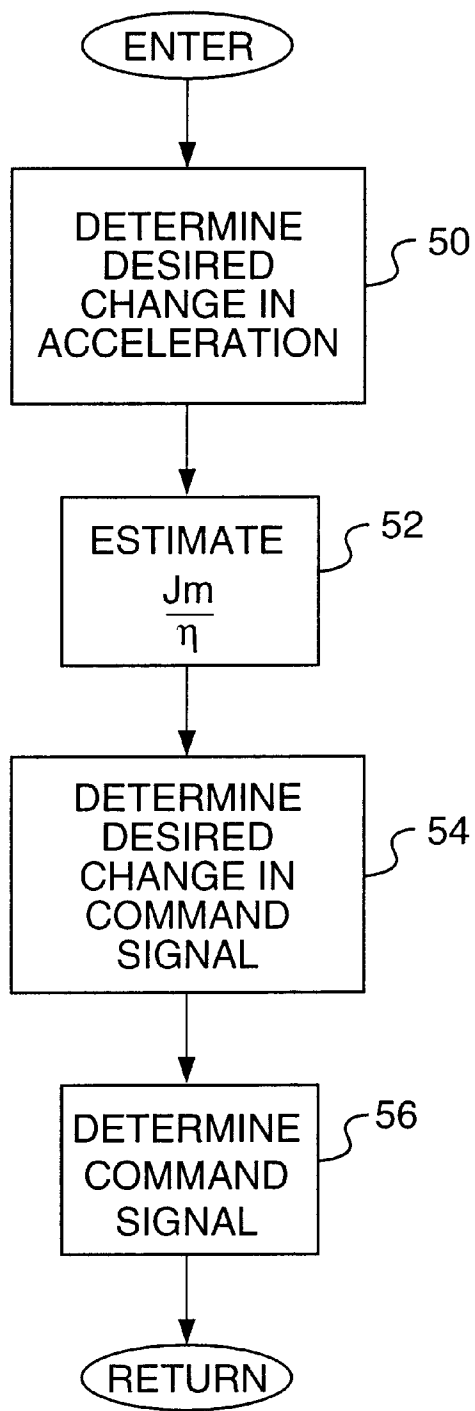 ENTER
DETERMINE
DESIRED
CHANGE IN
ACCELERATION
50
ESTIMATE
Jm
η
52
DETERMINE
DESIRED
CHANGE IN
COMMAND
SIGNAL
54
DETERMINE
COMMAND
SIGNAL
56
RETURN